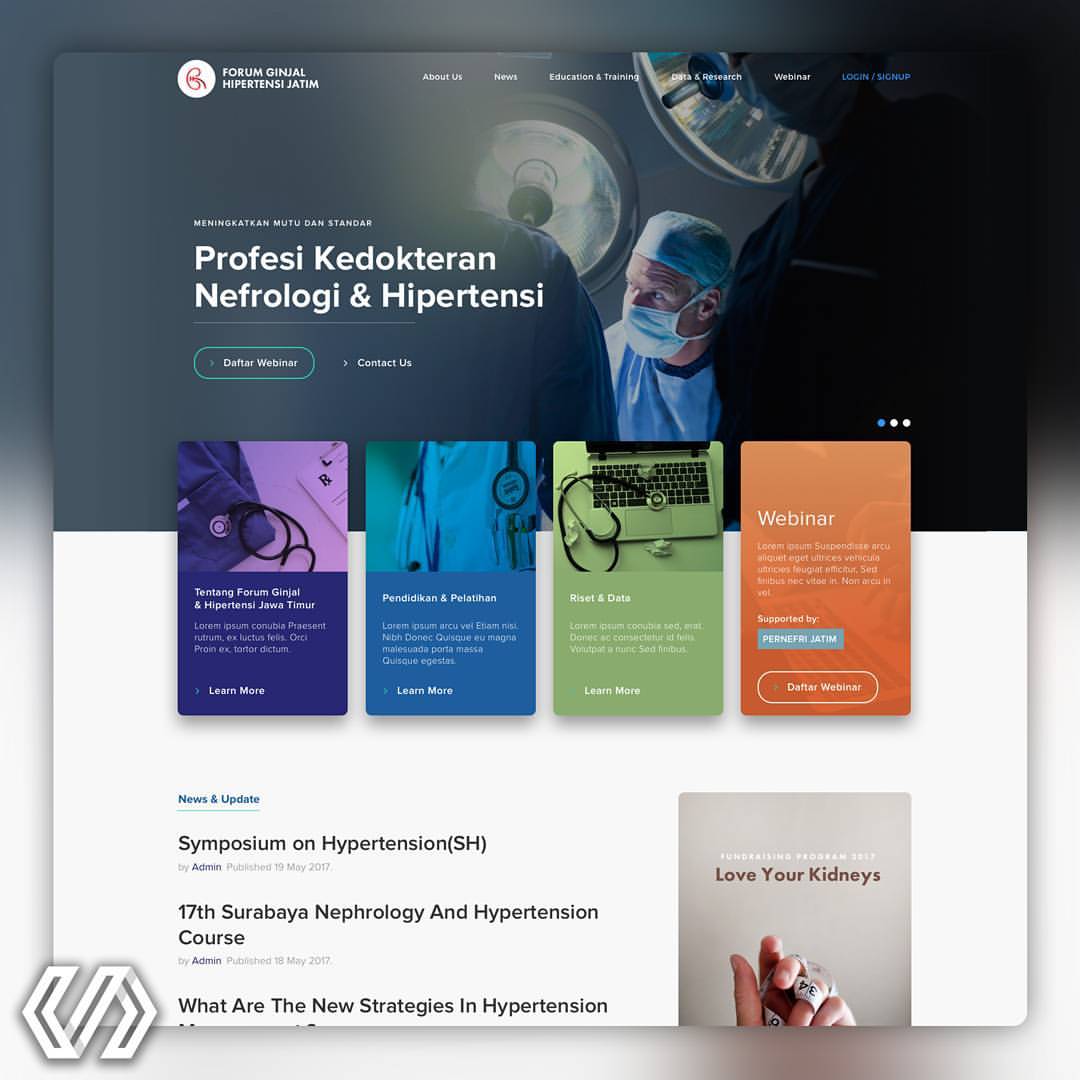 FORUM GINJAL
HIPERTENSI JATIM
About Us
News
Education & Training
Data & Research
Webinar
LOGIN / SIGNUP
MENINGKATKAN MUTU DAN STANDAR
Profesi Kedokteran
Nefrologi & Hipertensi
Daftar Webinar
Contact Us
Tentang Forum Ginjal
& Hipertensi Jawa Timur
Lorem ipsum conubia Praesent
rutrum, ex luctus felis. Orci
Proin ex, tortor dictum.
Learn More
Pendidikan & Pelatihan
Lorem ipsum arcu vel Etiam nisi.
Nibh Donec Quisque eu magna
malesuada porta massa
Quisque egestas.
Learn More
Riset & Data
Lorem ipsum conubia sed, erat.
Donec ac consectetur id felis.
Volutpat a nunc Sed finibus.
Learn More
Webinar
Lorem ipsum Suspendisse arcu
aliquet eget ultrices vehicula
ultricies feugiat efficitur, Sed
finibus nec vitae in. Non arcu in
vel.
Supported by:
PERNEFRI JATIM
Daftar Webinar
News & Update
Symposium on Hypertension(SH)
by Admin Published 19 May 2017.
17th Surabaya Nephrology And Hypertension
Course
by Admin Published 18 May 2017.
What Are The New Strategies In Hypertension
FUNDRAISING PROGRAM 2017
Love Your Kidneys
34